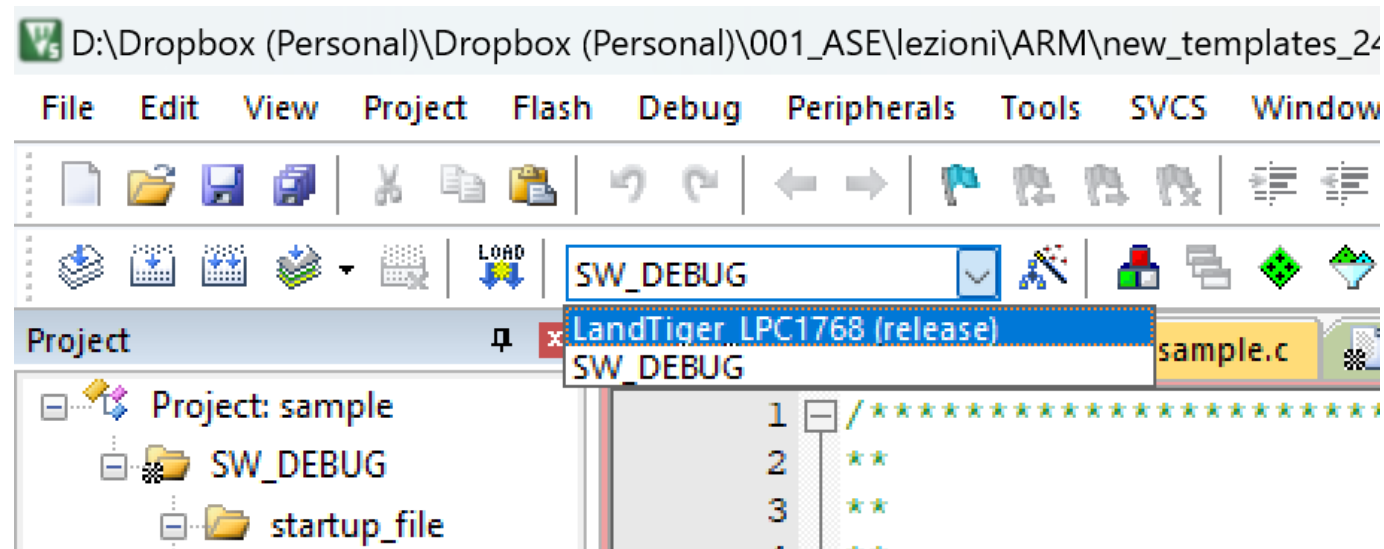 D:\Dropbox (Personal)\Dropbox (Personal)\001_ASE\lezioni\ARM\new_templates_24
File Edit View Project Flash Debug Peripherals Tools SVCS Window
LOAD SW_DEBUG
Project LandTiger_LPC1768 (release) sample.c
SW_DEBUG
Project: sample 1 /***********************
SW_DEBUG 2 **
startup_file 3 **